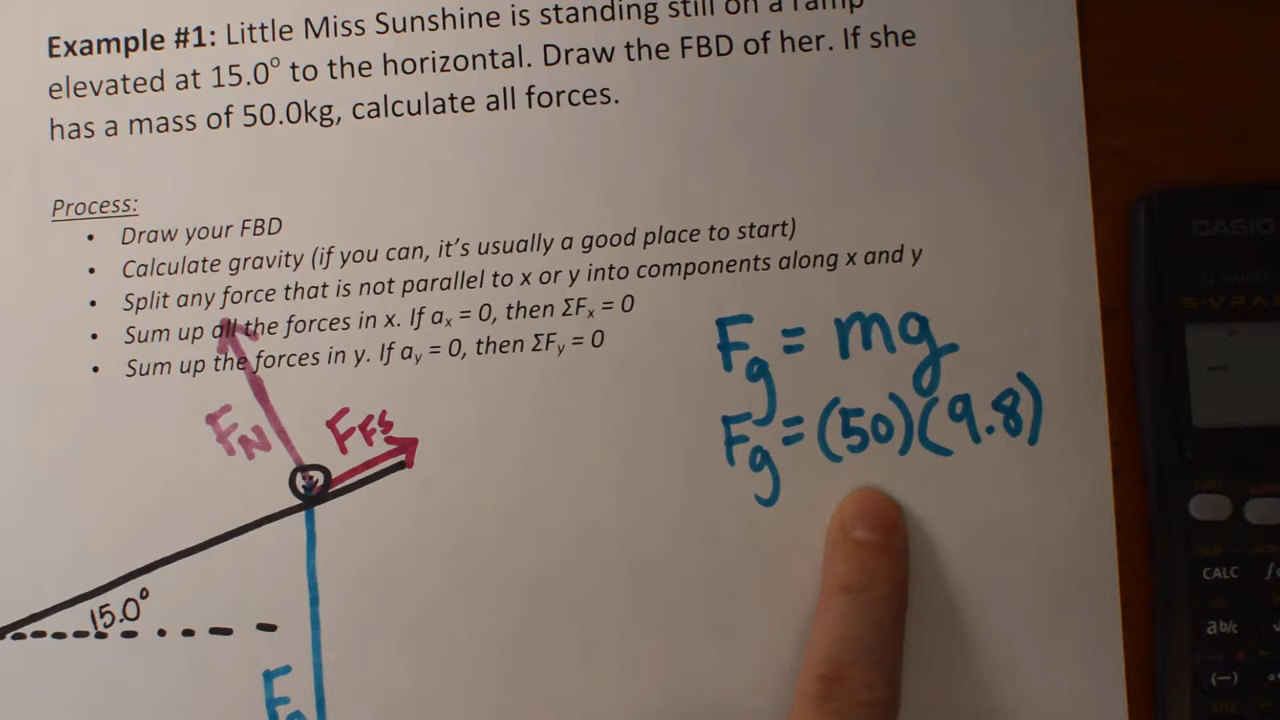 Example #1: Little Miss Sunshine is standing still on a ramp
elevated at 15.0° to the horizontal. Draw the FBD of her. If she
has a mass of 50.0kg, calculate all forces.
Process:
• Draw your FBD
• Calculate gravity (if you can, it's usually a good place to start)
• Split any force that is not parallel to x or y into components along x and y
• Sum up all the forces in x. If aₓ = 0, then ΣFₓ = 0
• Sum up the forces in y. If a_y = 0, then ΣF_y = 0
F_g = mg
F_g = (50)(9.8)
F_N
F_FS
15.0°
CASIO
CALC
ab/c
(−)